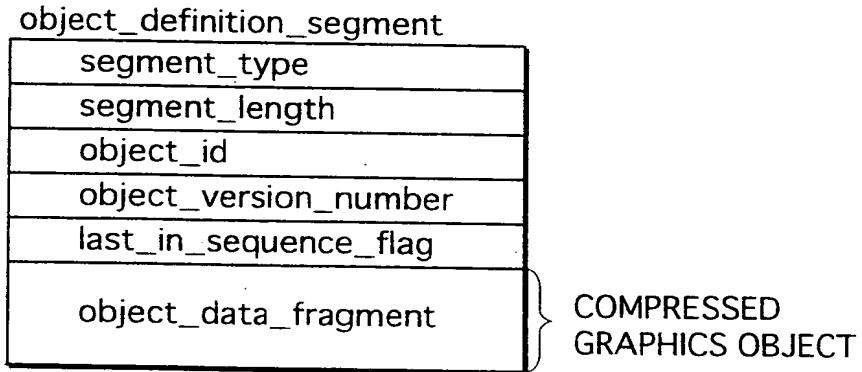 object_definition_segment
segment_type
segment_length
object_id
object_version_number
last_in_sequence_flag
object_data_fragment
COMPRESSED
GRAPHICS OBJECT